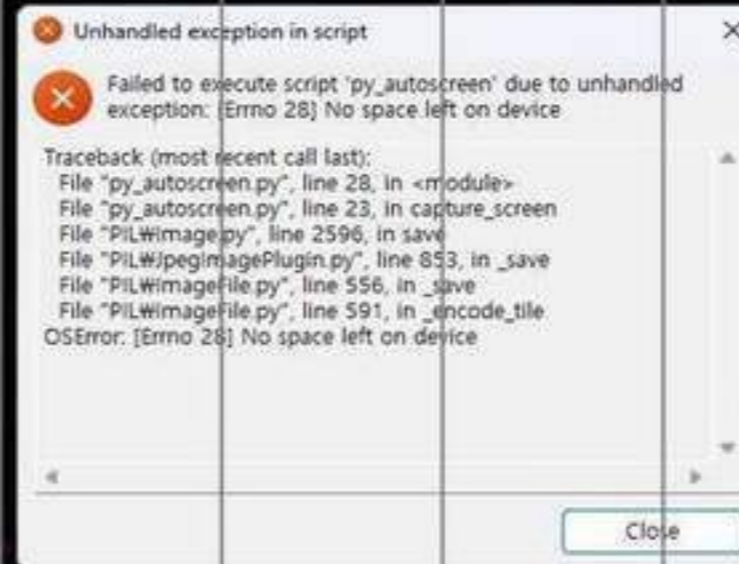 Unhandled exception in script
Failed to execute script 'py_autoscreen' due to unhandled
exception: [Errno 28] No space left on device
Traceback (most recent call last):
File "py_autoscreen.py", line 28, in <module>
File "py_autoscreen.py", line 23, in capture_screen
File "PIL₩Image.py", line 2596, in save
File "PIL₩JpegImagePlugin.py", line 853, in _save
File "PIL₩ImageFile.py", line 556, in _save
File "PIL₩ImageFile.py", line 591, in _encode_tile
OSError: [Errno 28] No space left on device
Close